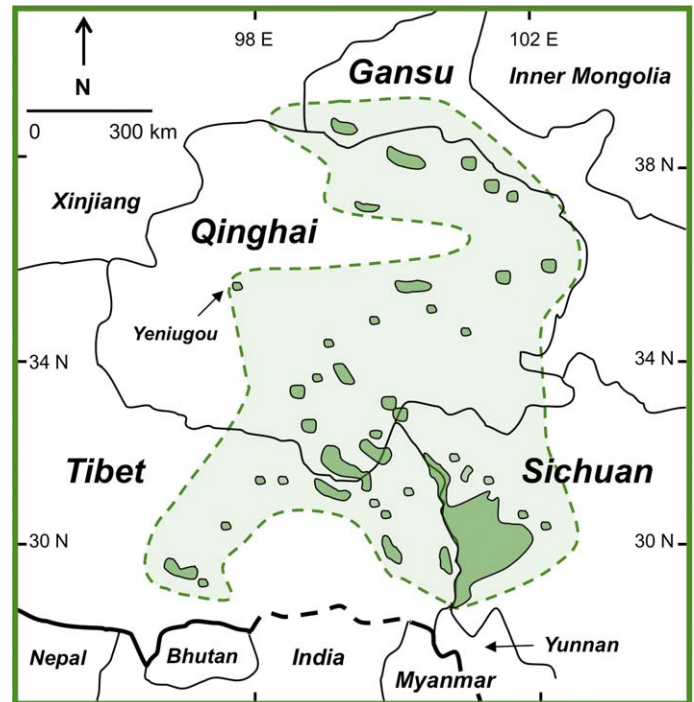 98 E
102 E
Gansu
Inner Mongolia
N
0 300 km
38 N
Xinjiang
Qinghai
Yeniugou
34 N
34 N
Tibet
Sichuan
30 N
30 N
Nepal
Bhutan
India
Myanmar
Yunnan